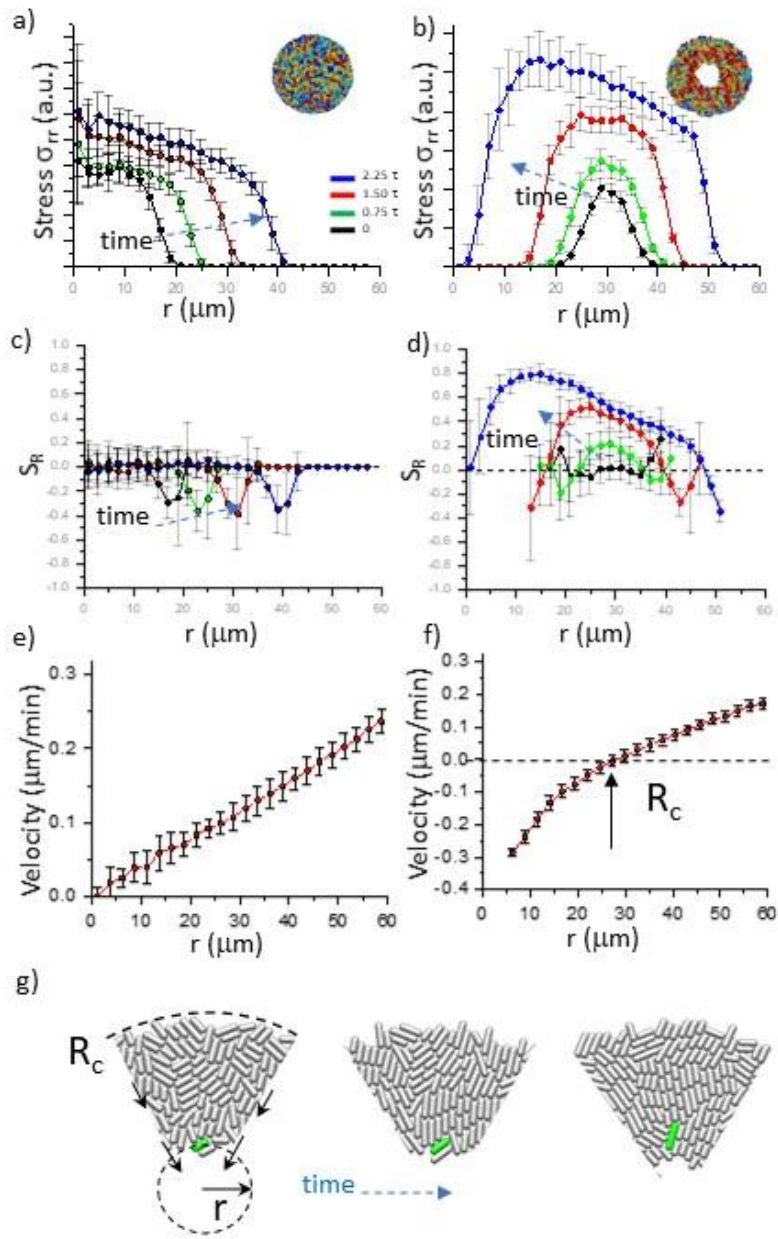 a)
Stress σrr (a.u.)
time
0 10 20 30 40 50 60
r (μm)
b)
Stress σrr (a.u.)
time
2.25 τ
1.50 τ
0.75 τ
0
0 10 20 30 40 50 60
r (μm)
c)
1.0
0.8
0.6
0.4
0.2
0.0
-0.2
-0.4
-0.6
-0.8
-1.0
SR
time
0 10 20 30 40 50 60
r (μm)
d)
1.0
0.8
0.6
0.4
0.2
0.0
-0.2
-0.4
-0.6
-0.8
-1.0
SR
time
0 10 20 30 40 50 60
r (μm)
e)
0.3
0.2
0.1
0.0
Velocity (μm/min)
0 10 20 30 40 50 60
r (μm)
f)
0.3
0.2
0.1
0.0
-0.1
-0.2
-0.3
-0.4
Velocity (μm/min)
Rc
0 10 20 30 40 50 60
r (μm)
g)
Rc
r
time